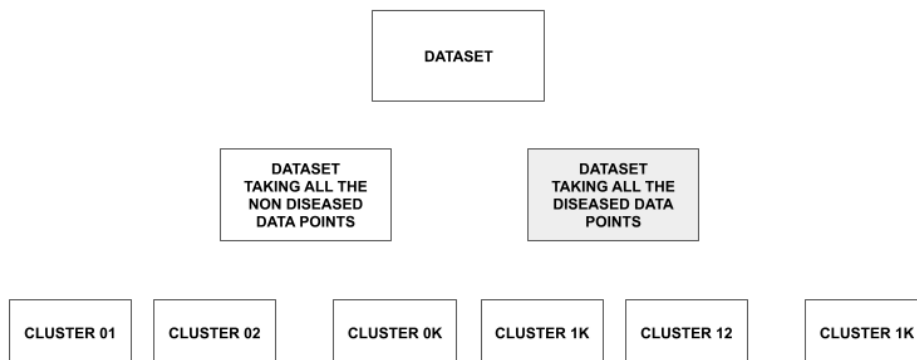 DATASET
DATASET
TAKING ALL THE
NON DISEASED
DATA POINTS
DATASET
TAKING ALL THE
DISEASED DATA
POINTS
CLUSTER 01
CLUSTER 02
CLUSTER 0K
CLUSTER 1K
CLUSTER 12
CLUSTER 1K